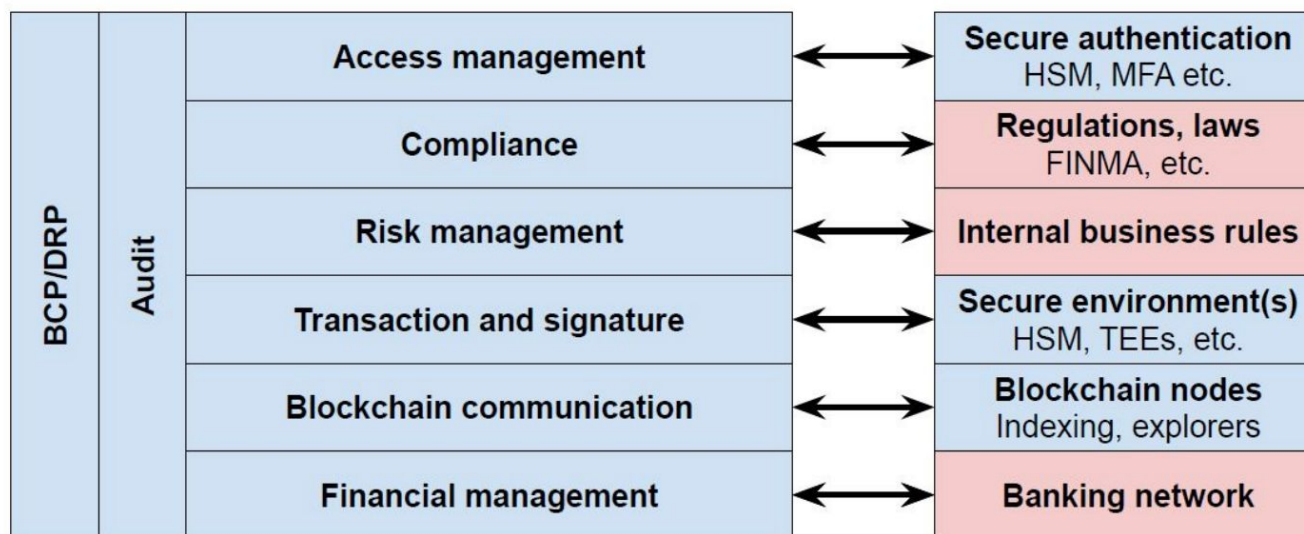 BCP/DRP
Audit
Access management
Secure authentication
HSM, MFA etc.
Compliance
Regulations, laws
FINMA, etc.
Risk management
Internal business rules
Transaction and signature
Secure environment(s)
HSM, TEEs, etc.
Blockchain communication
Blockchain nodes
Indexing, explorers
Financial management
Banking network